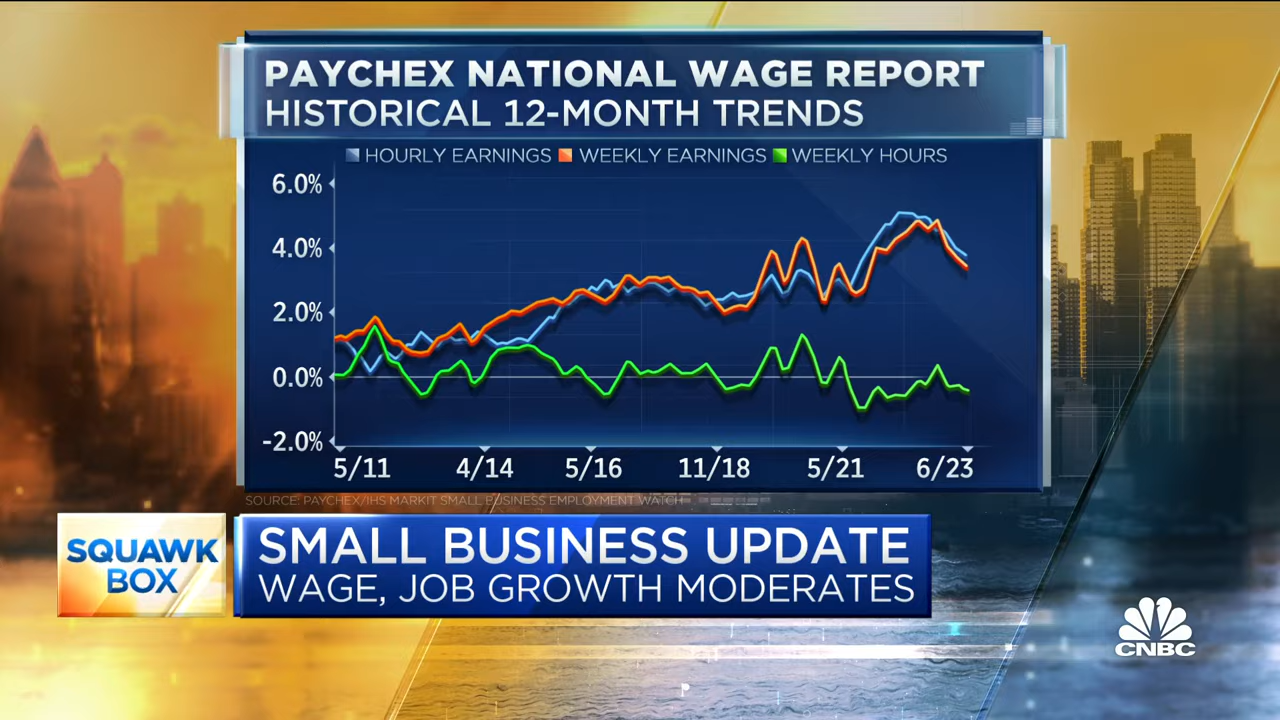 PAYCHEX NATIONAL WAGE REPORT
HISTORICAL 12-MONTH TRENDS
HOURLY EARNINGS WEEKLY EARNINGS WEEKLY HOURS
6.0%
4.0%
2.0%
0.0%
-2.0%
5/11 4/14 5/16 11/18 5/21 6/23
SOURCE: PAYCHEX/IHS MARKIT SMALL BUSINESS EMPLOYMENT WATCH
SQUAWK
BOX
SMALL BUSINESS UPDATE
WAGE, JOB GROWTH MODERATES
CNBC
P